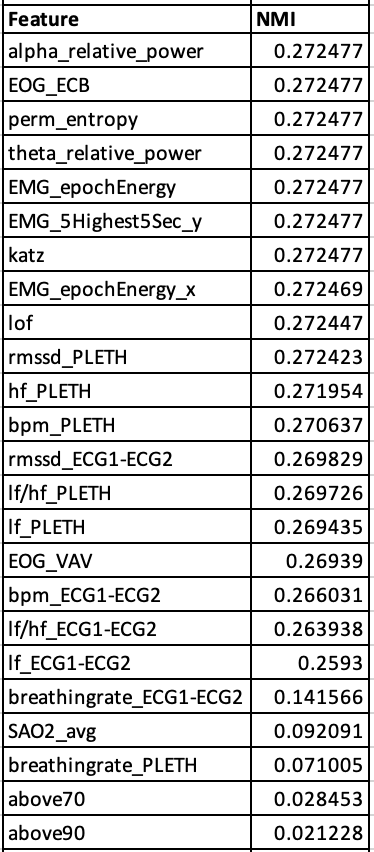 Feature NMI
alpha_relative_power 0.272477
EOG_ECB 0.272477
perm_entropy 0.272477
theta_relative_power 0.272477
EMG_epochEnergy 0.272477
EMG_5Highest5Sec_y 0.272477
katz 0.272477
EMG_epochEnergy_x 0.272469
lof 0.272447
rmssd_PLETH 0.272423
hf_PLETH 0.271954
bpm_PLETH 0.270637
rmssd_ECG1-ECG2 0.269829
lf/hf_PLETH 0.269726
lf_PLETH 0.269435
EOG_VAV 0.26939
bpm_ECG1-ECG2 0.266031
lf/hf_ECG1-ECG2 0.263938
lf_ECG1-ECG2 0.2593
breathingrate_ECG1-ECG2 0.141566
SAO2_avg 0.092091
breathingrate_PLETH 0.071005
above70 0.028453
above90 0.021228